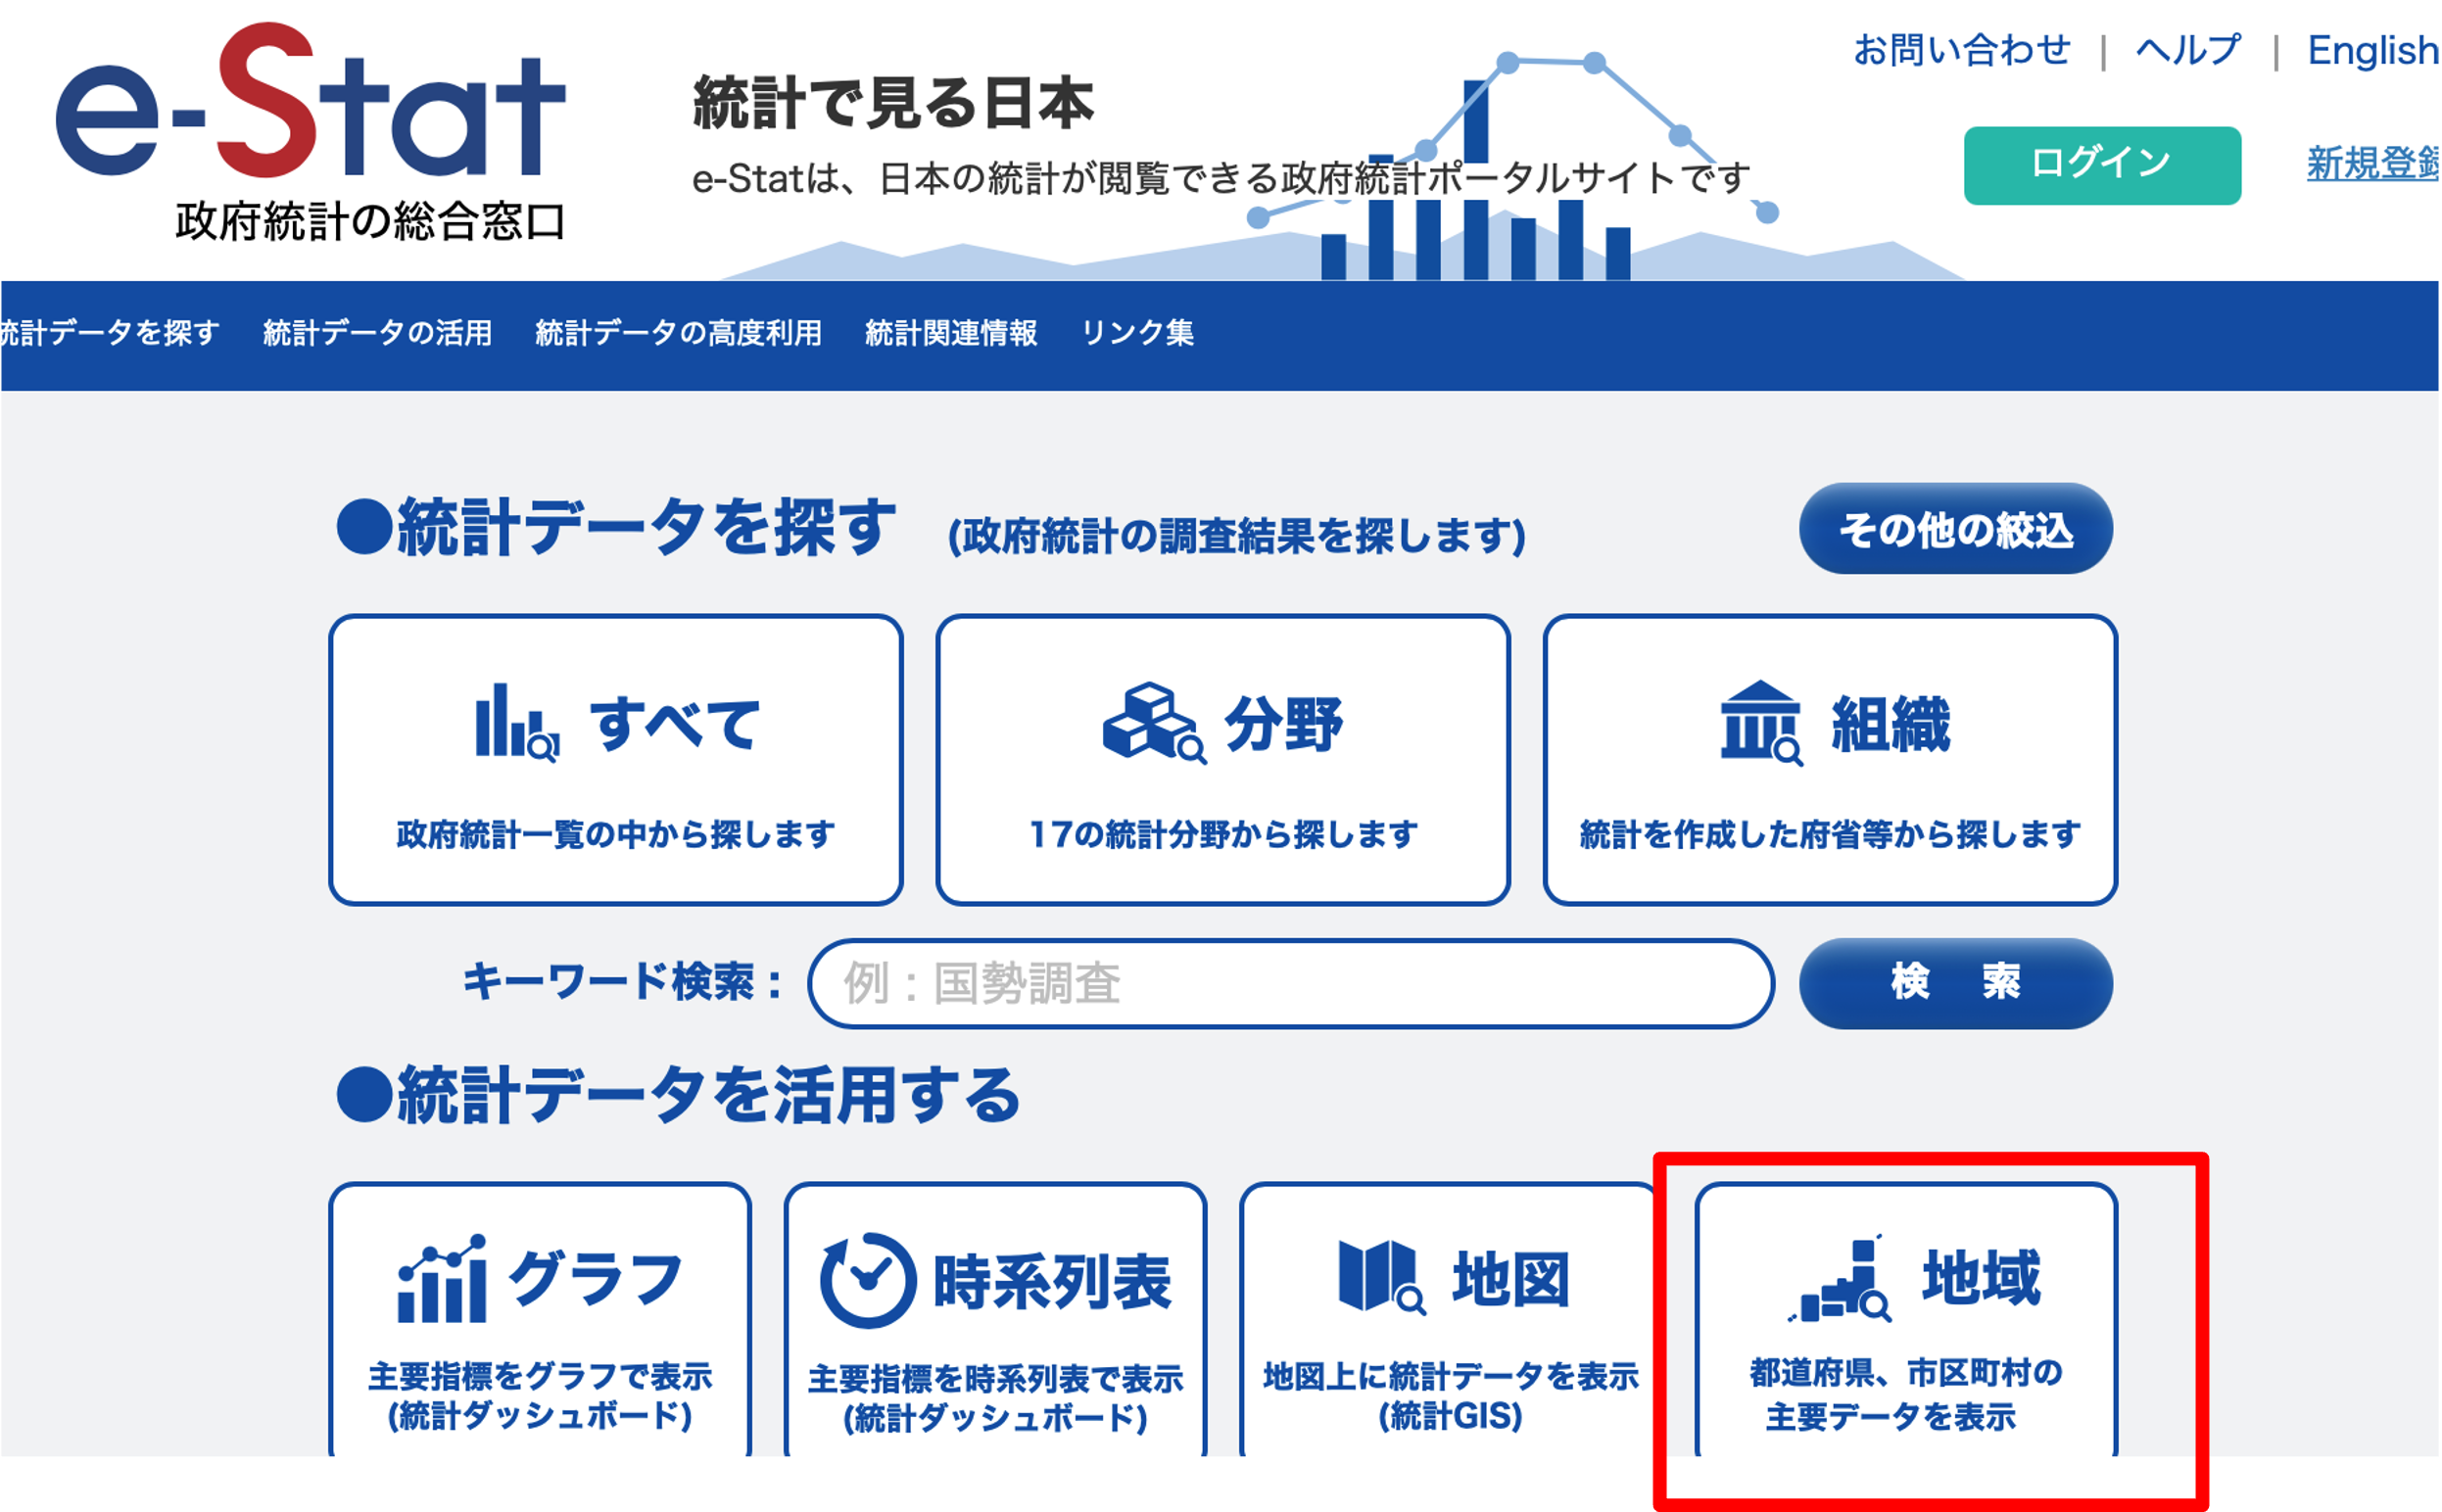 e-Stat
政府統計の総合窓口
統計で見る日本
e-Statは、日本の統計が閲覧できる政府統計ポータルサイトです
お問い合わせ | ヘルプ | English
ログイン
新規登録
統計データを探す 統計データの活用 統計データの高度利用 統計関連情報 リンク集
●統計データを探す (政府統計の調査結果を探します)
その他の絞込
すべて
政府統計一覧の中から探します
分野
17の統計分野から探します
組織
統計を作成した府省等から探します
キーワード検索：
例：国勢調査
検 索
●統計データを活用する
グラフ
主要指標をグラフで表示
(統計ダッシュボード)
時系列表
主要指標を時系列表で表示
(統計ダッシュボード)
地図
地図上に統計データを表示
(統計GIS)
地域
都道府県、市区町村の
主要データを表示